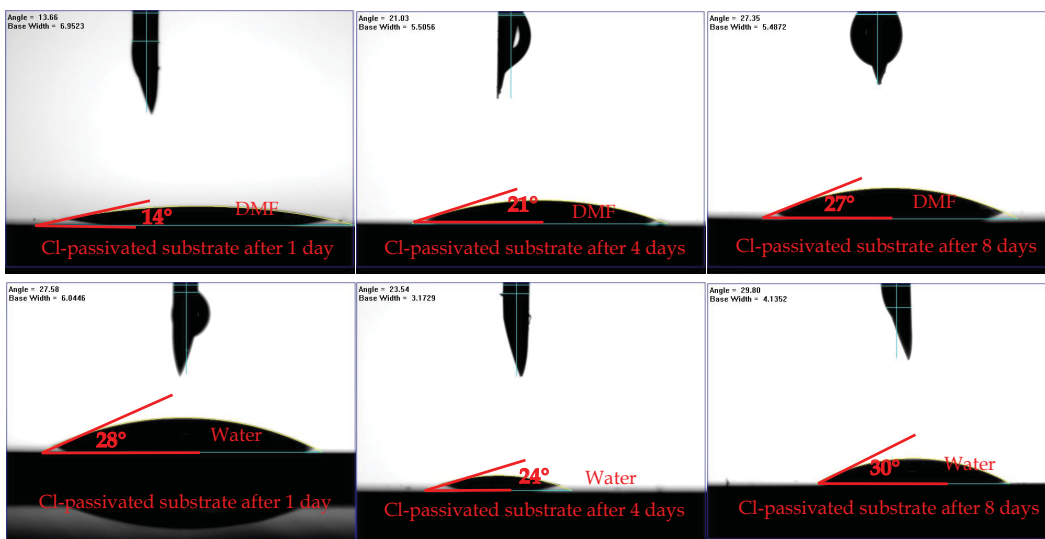 Angle = 13.66
Base Width = 6.9523
14°
DMF
Cl-passivated substrate after 1 day
Angle = 21.03
Base Width = 5.5056
21°
DMF
Cl-passivated substrate after 4 days
Angle = 27.35
Base Width = 5.4872
27°
DMF
Cl-passivated substrate after 8 days
Angle = 27.58
Base Width = 6.0446
28°
Water
Cl-passivated substrate after 1 day
Angle = 23.54
Base Width = 3.1729
24°
Water
Cl-passivated substrate after 4 days
Angle = 29.80
Base Width = 4.1352
30°
Water
Cl-passivated substrate after 8 days